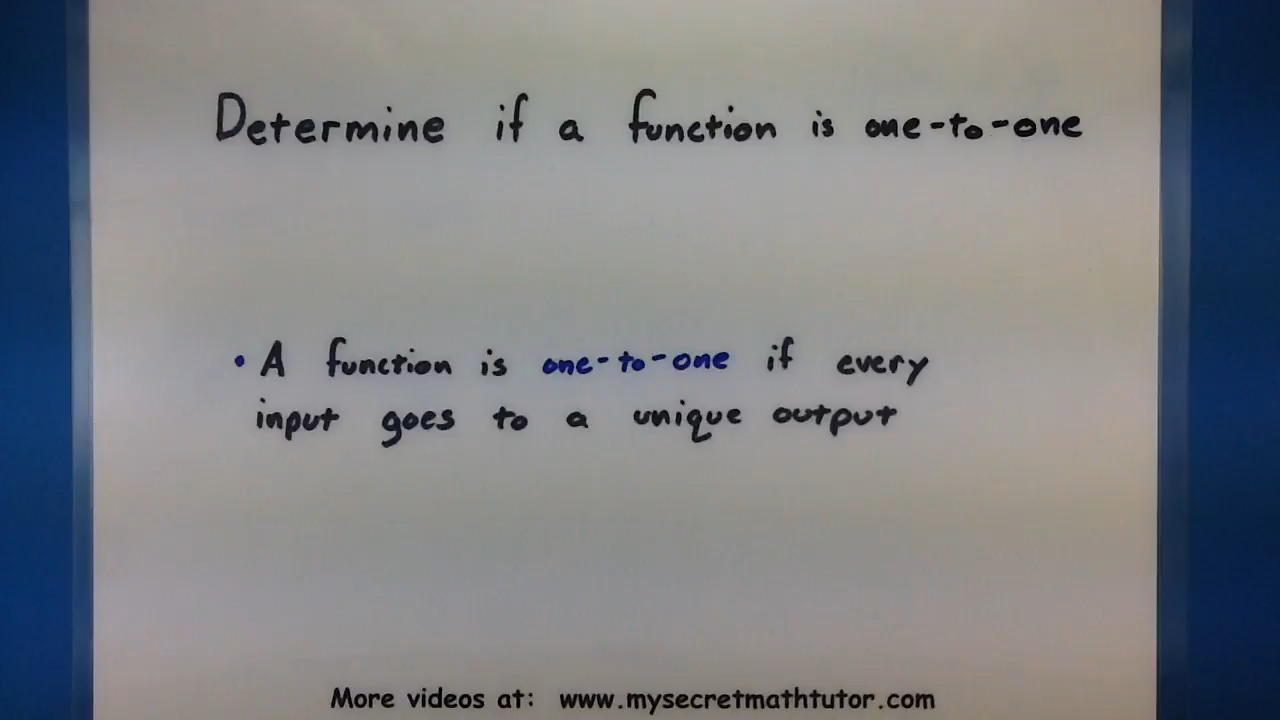 Determine if a function is one-to-one
• A function is one-to-one if every
input goes to a unique output
More videos at: www.mysecretmathtutor.com